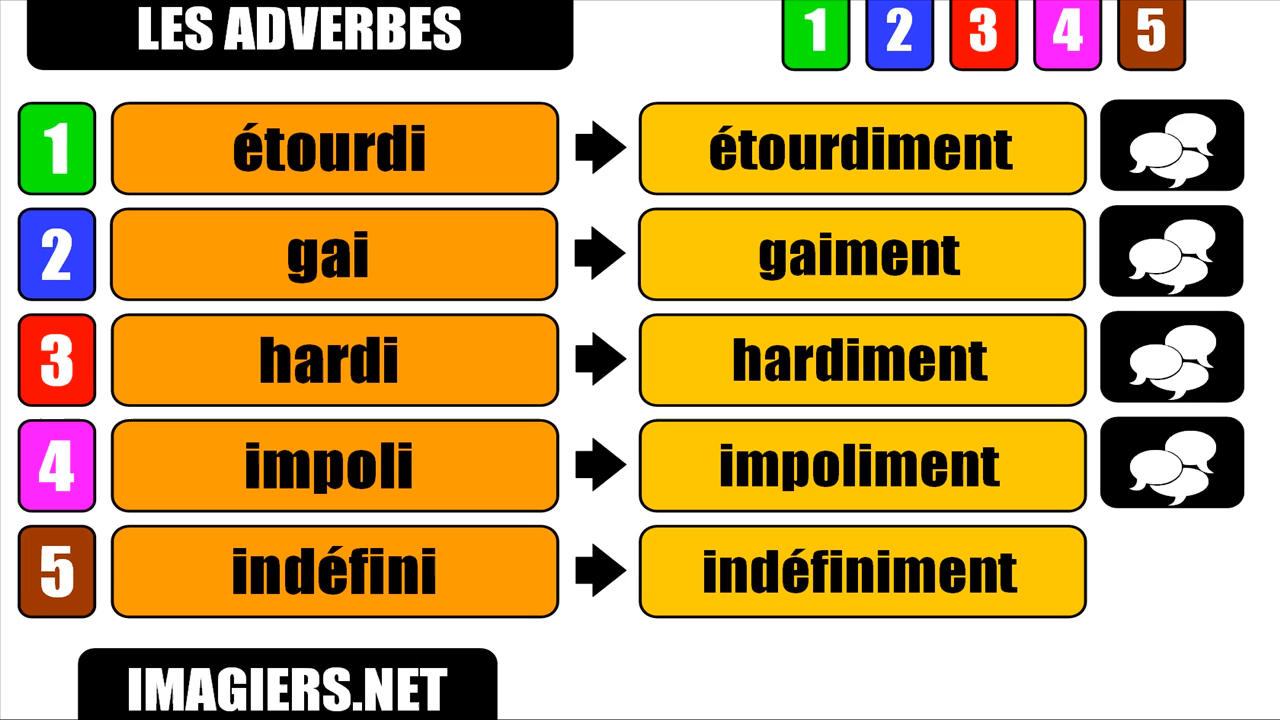 LES ADVERBES
1 2 3 4 5
1 étourdi étourdiment
2 gai gaiment
3 hardi hardiment
4 impoli impoliment
5 indéfini indéfiniment
IMAGIERS.NET